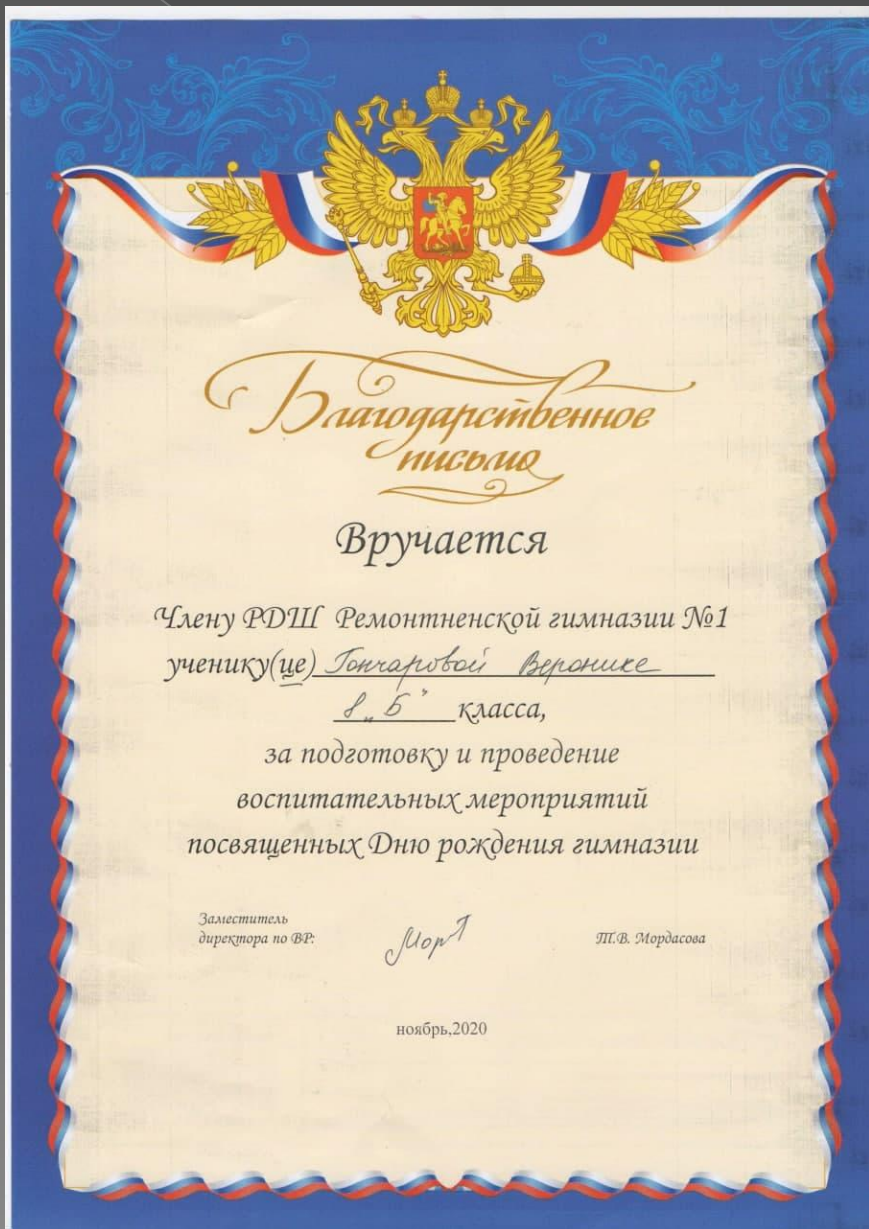 Благодарственное
письмо
Вручается
Члену РДШ Ремонтненской гимназии №1
ученику(це) Гончаровой Веронике
8 „Б" класса,
за подготовку и проведение
воспитательных мероприятий
посвященных Дню рождения гимназии
Заместитель
директора по ВР:
Морд
Т.В. Мордасова
ноябрь,2020